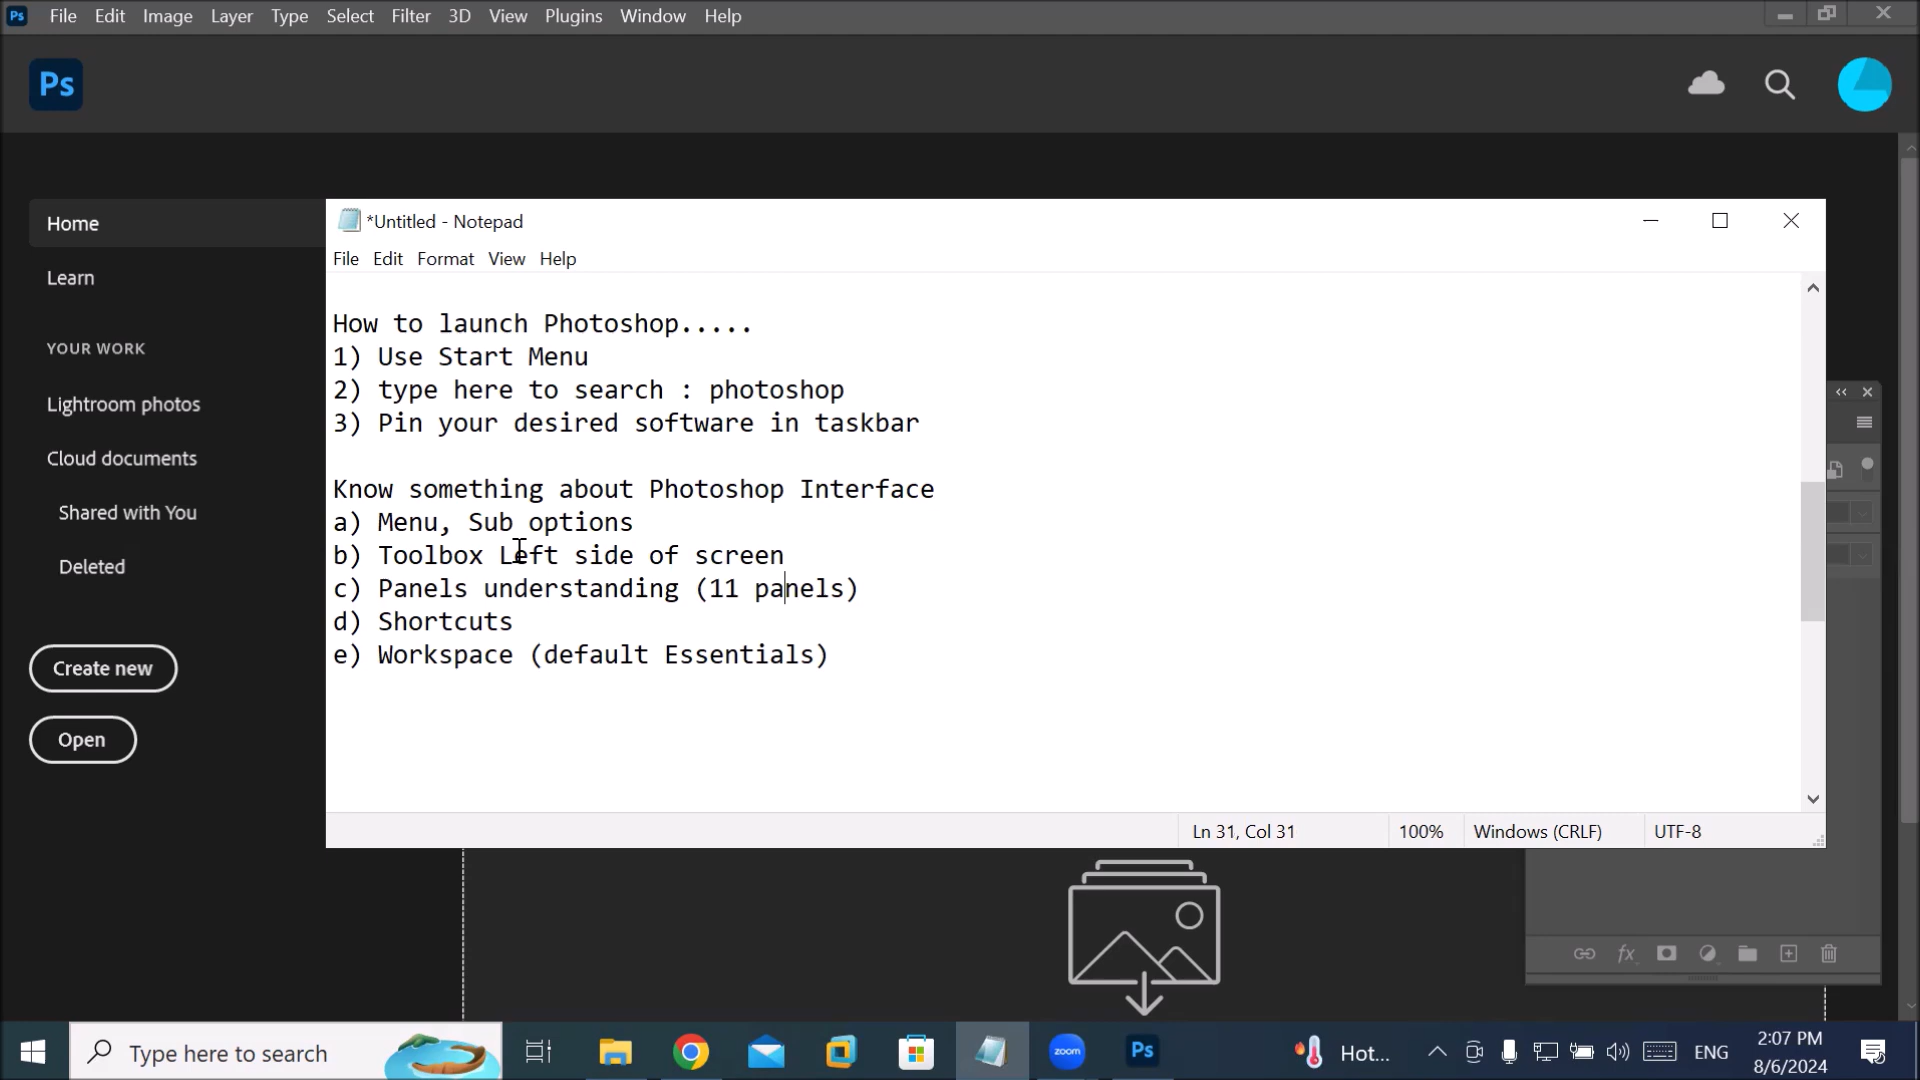 Ps File Edit Image Layer Type Select Filter 3D View Plugins Window Help
Ps
Home
Learn
YOUR WORK
Lightroom photos
Cloud documents
Shared with You
Deleted
Create new
Open
*Untitled - Notepad
File Edit Format View Help
How to launch Photoshop.....
1) Use Start Menu
2) type here to search : photoshop
3) Pin your desired software in taskbar
Know something about Photoshop Interface
a) Menu, Sub options
b) Toolbox Left side of screen
c) Panels understanding (11 panels)
d) Shortcuts
e) Workspace (default Essentials)
Ln 31, Col 31 100% Windows (CRLF) UTF-8
fx
Type here to search
zoom
Ps
Hot...
ENG
2:07 PM
8/6/2024